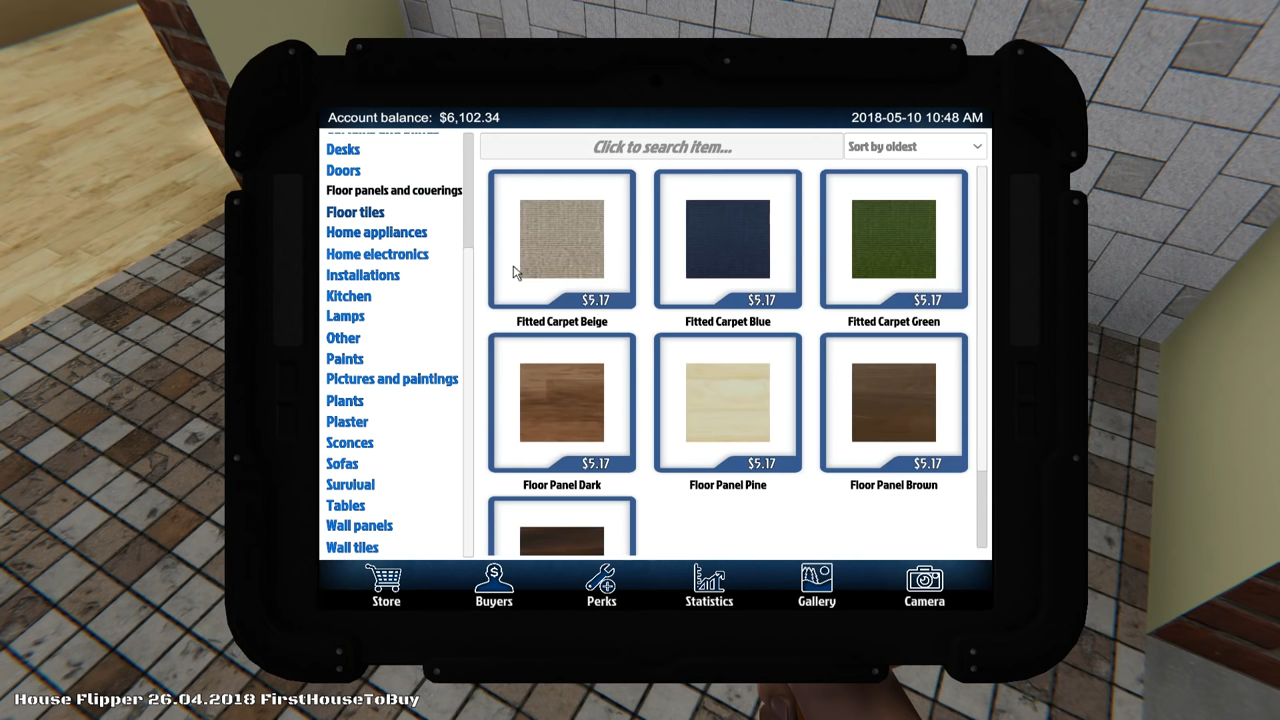 Account balance: $6,102.34
2018-05-10 10:48 AM
Desks
Doors
Floor panels and coverings
Floor tiles
Home appliances
Home electronics
Installations
Kitchen
Lamps
Other
Paints
Pictures and paintings
Plants
Plaster
Sconces
Sofas
Survival
Tables
Wall panels
Wall tiles
Click to search item...
Sort by oldest
$5.17
$5.17
$5.17
Fitted Carpet Beige
Fitted Carpet Blue
Fitted Carpet Green
$5.17
$5.17
$5.17
Floor Panel Dark
Floor Panel Pine
Floor Panel Brown
Store
Buyers
Perks
Statistics
Gallery
Camera
House Flipper 26.04.2018 FirstHouseToBuy